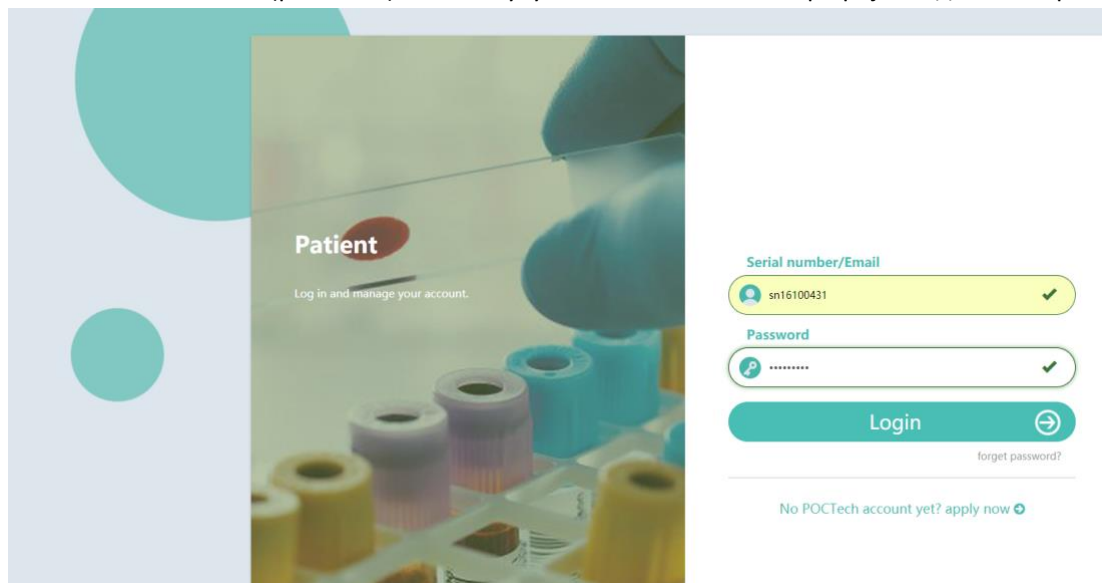 Patient
Log in and manage your account.
Serial number/Email
sn16100431
Password
•••••••••
Login
forget password?
No POCTech account yet? apply now